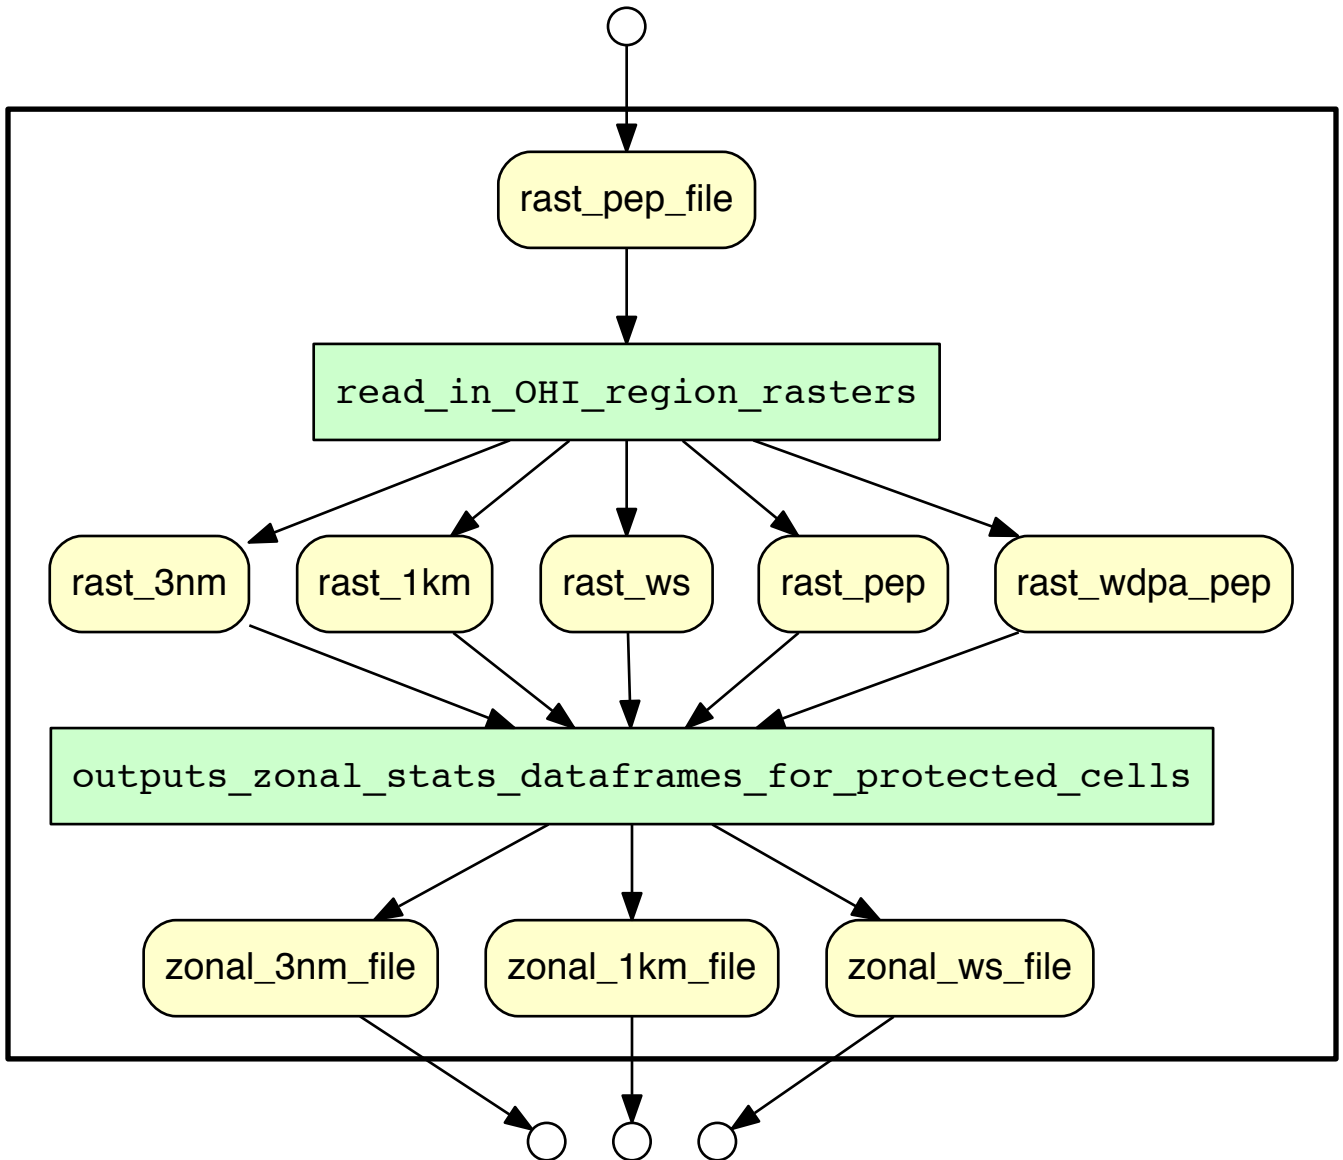 rast_pep_file
read_in_OHI_region_rasters
rast_3nm
rast_1km
rast_ws
rast_pep
rast_wdpa_pep
outputs_zonal_stats_dataframes_for_protected_cells
zonal_3nm_file
zonal_1km_file
zonal_ws_file